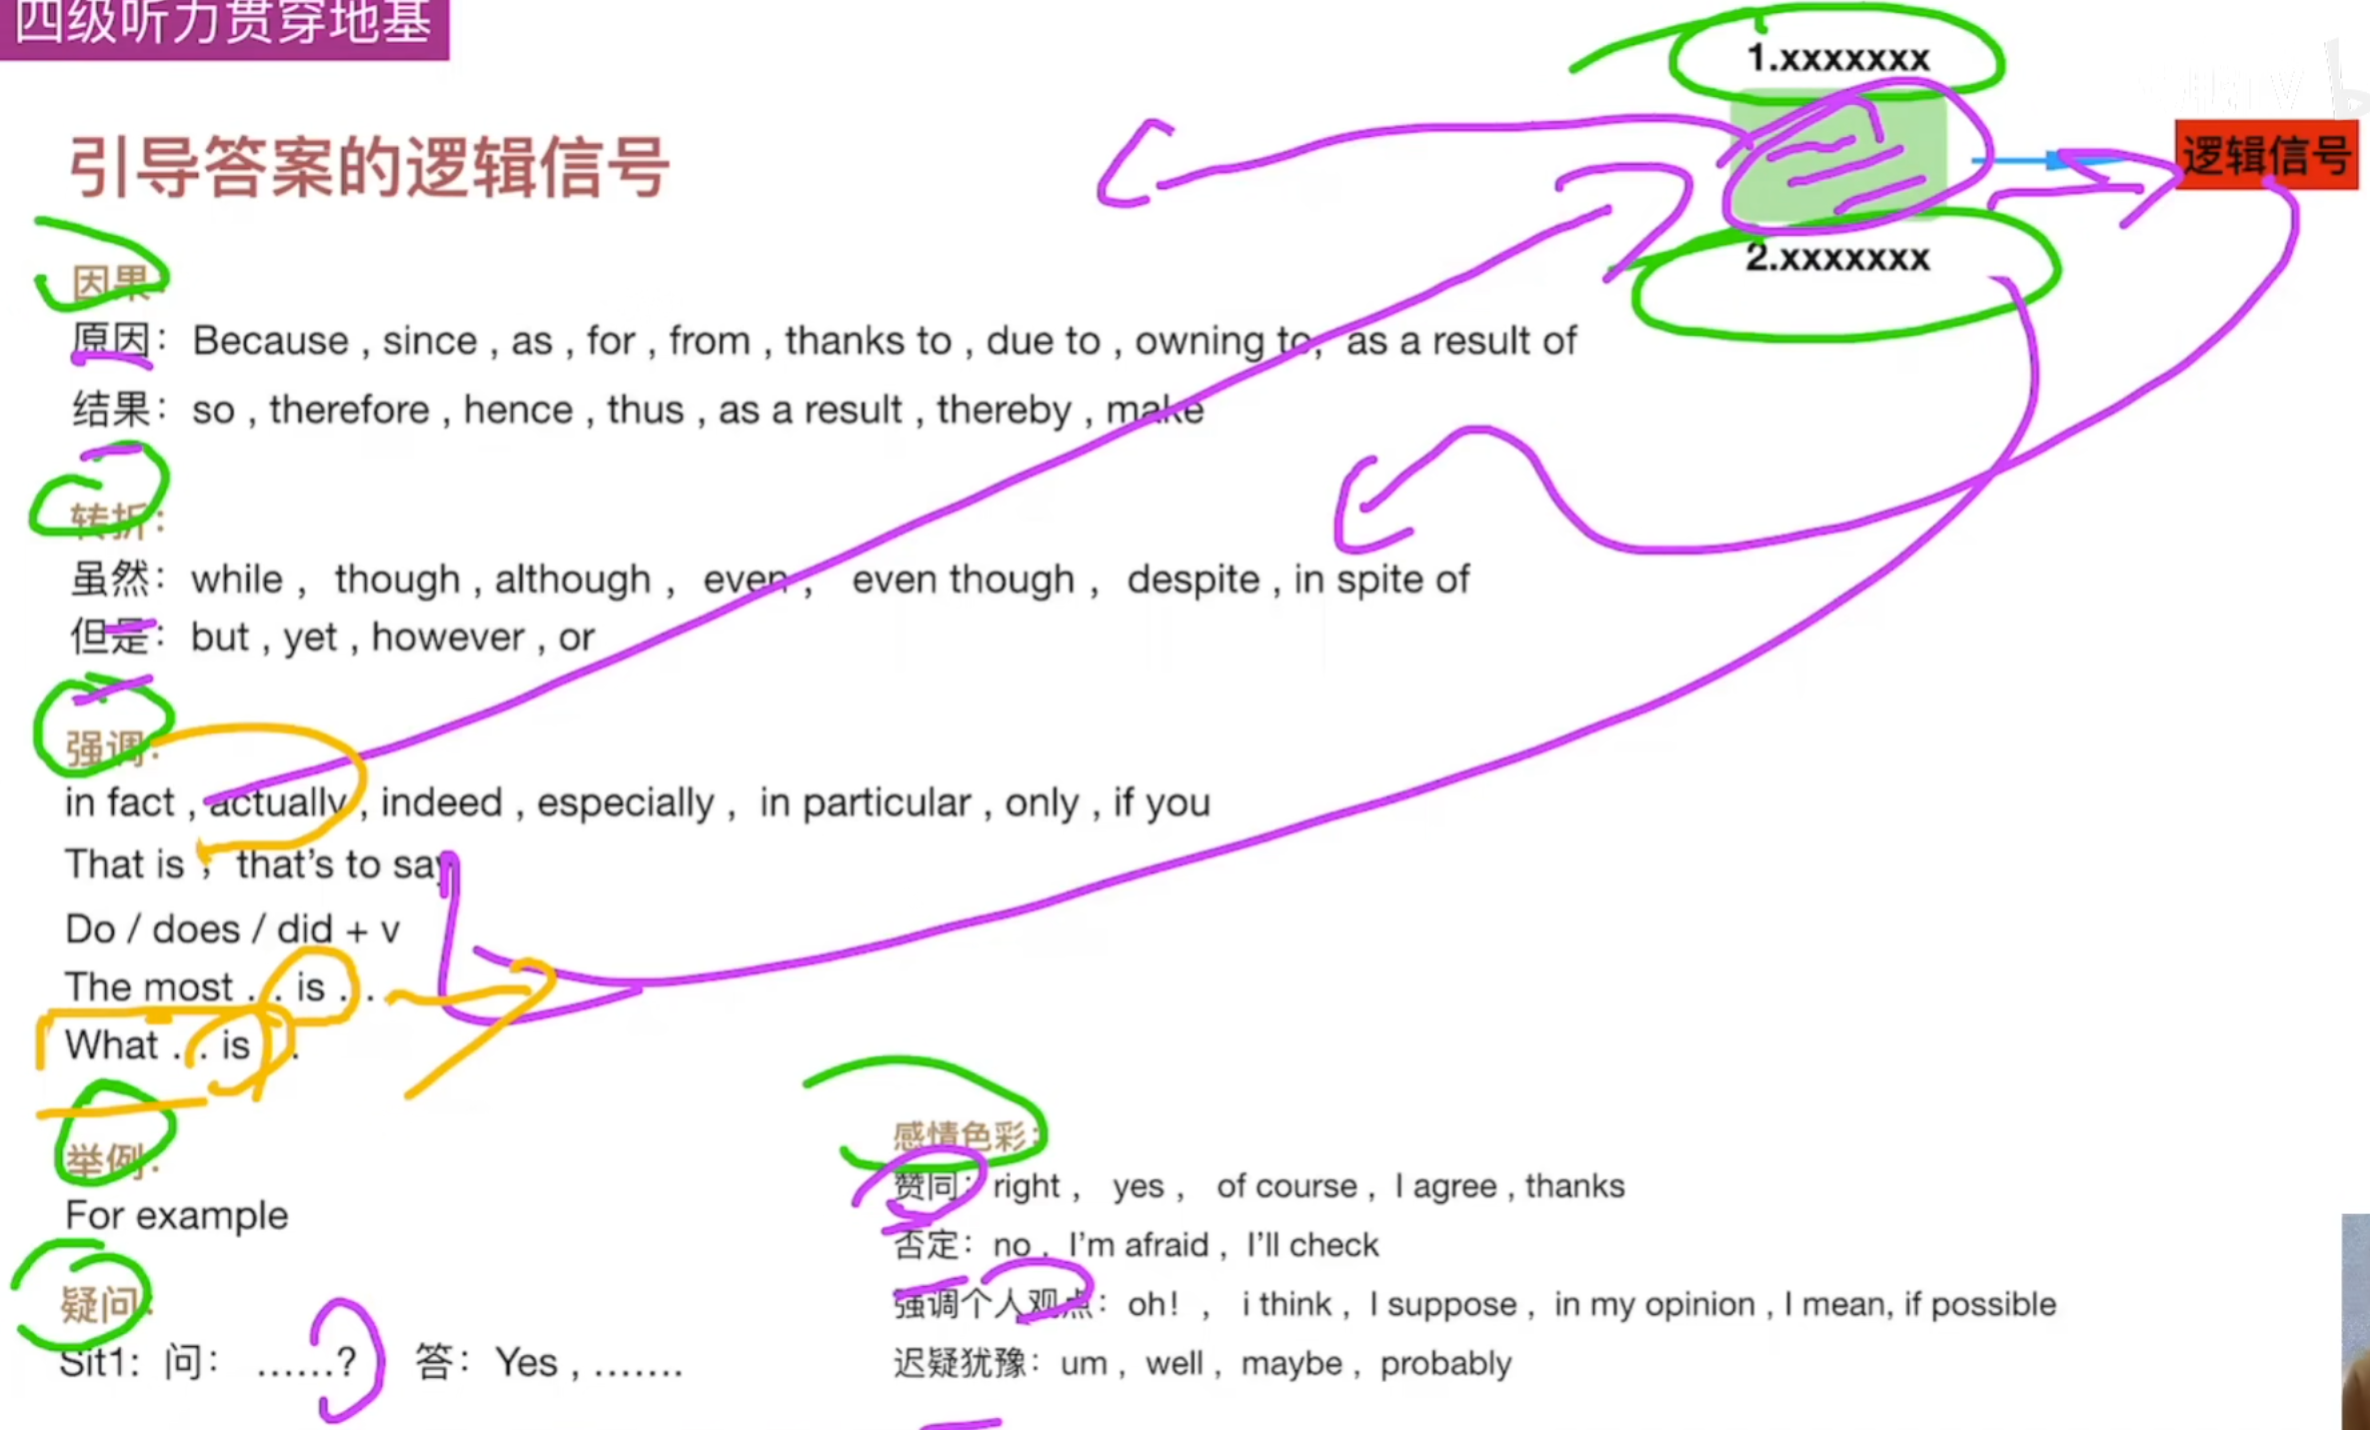 四级听力贯穿地基
1.xxxxxxx
引导答案的逻辑信号
逻辑信号
2.xxxxxxx
因果：
原因： Because , since , as , for , from , thanks to , due to , owning to, as a result of
结果： so , therefore , hence , thus , as a result , thereby , make
转折：
虽然： while , though , although , even , even though , despite , in spite of
但是： but , yet , however , or
强调：
in fact , actually , indeed , especially , in particular , only , if you
That is , that's to say
Do / does / did + v
The most . . is . .
What . . is . .
举例：
For example
疑问：
Sit1: 问： ......? 答： Yes , .......
感情色彩：
赞同： right , yes , of course , I agree , thanks
否定： no , I'm afraid , I'll check
强调个人观点： oh! , i think , I suppose , in my opinion , I mean, if possible
迟疑犹豫： um , well , maybe , probably